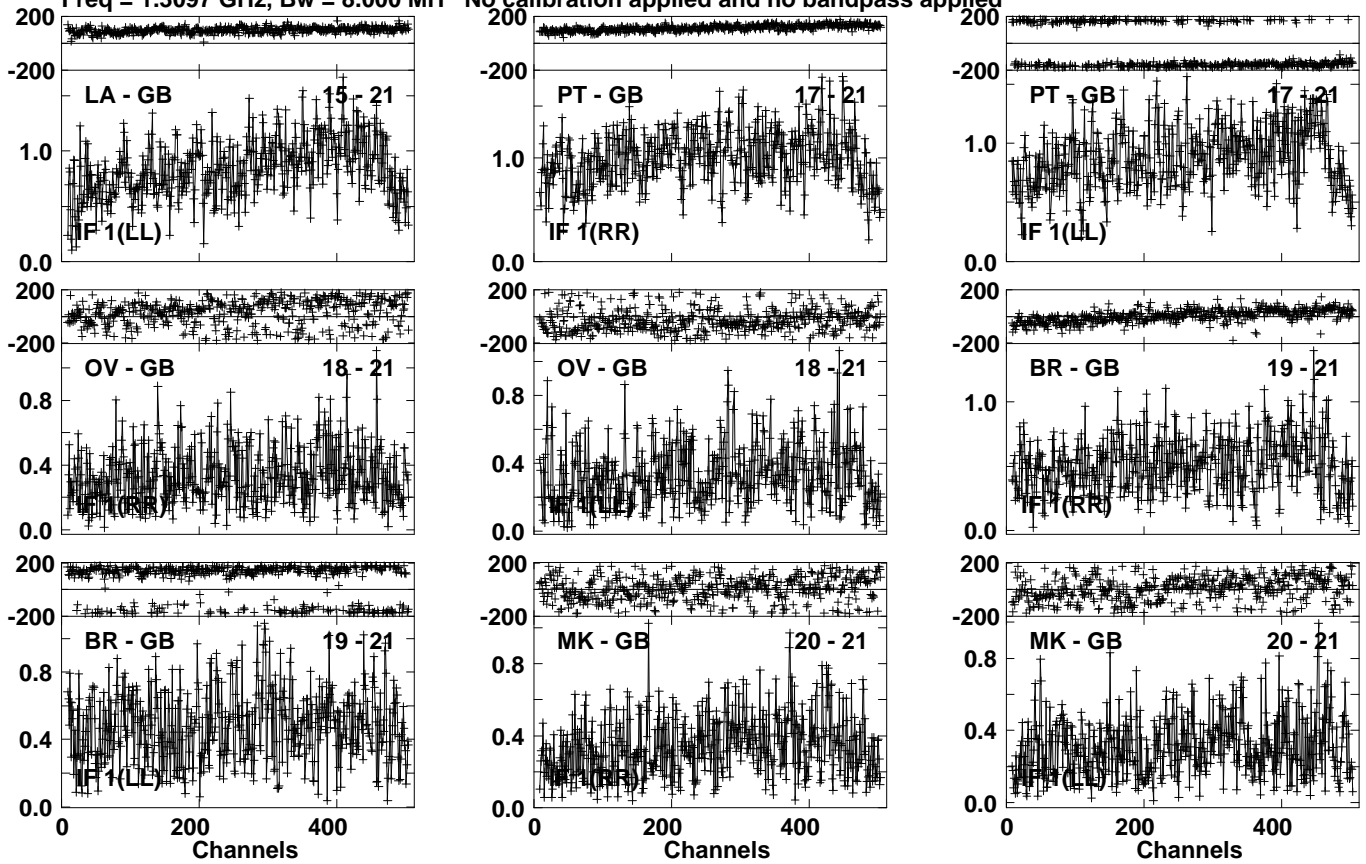 Freq = 1.5097 GHz, Bw = 8.000 MH No calibration applied and no bandpass applied
200
-200
LA - GB 15 - 21
1.0
IF 1(LL)
0.0
200
-200
PT - GB 17 - 21
1.0
IF 1(RR)
0.0
200
-200
PT - GB 17 - 21
1.0
IF 1(LL)
0.0
200
-200
OV - GB 18 - 21
0.8
0.4
IF 1(RR)
0.0
200
-200
OV - GB 18 - 21
0.8
0.4
IF 1(LL)
0.0
200
-200
BR - GB 19 - 21
1.0
IF 1(RR)
0.0
200
-200
BR - GB 19 - 21
0.8
0.4
IF 1(LL)
0.0
0 200 400
Channels
200
-200
MK - GB 20 - 21
0.8
0.4
IF 1(RR)
0.0
0 200 400
Channels
200
-200
MK - GB 20 - 21
0.8
0.4
IF 1(LL)
0.0
0 200 400
Channels